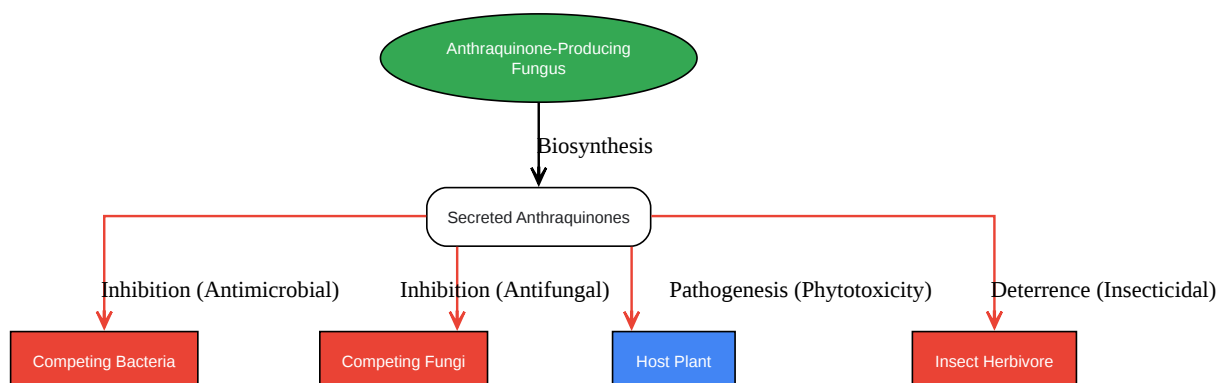 Anthraquinone-Producing
Fungus
Biosynthesis
Secreted Anthraquinones
Inhibition (Antimicrobial)
Inhibition (Antifungal)
Pathogenesis (Phytotoxicity)
Deterrence (Insecticidal)
Competing Bacteria
Competing Fungi
Host Plant
Insect Herbivore